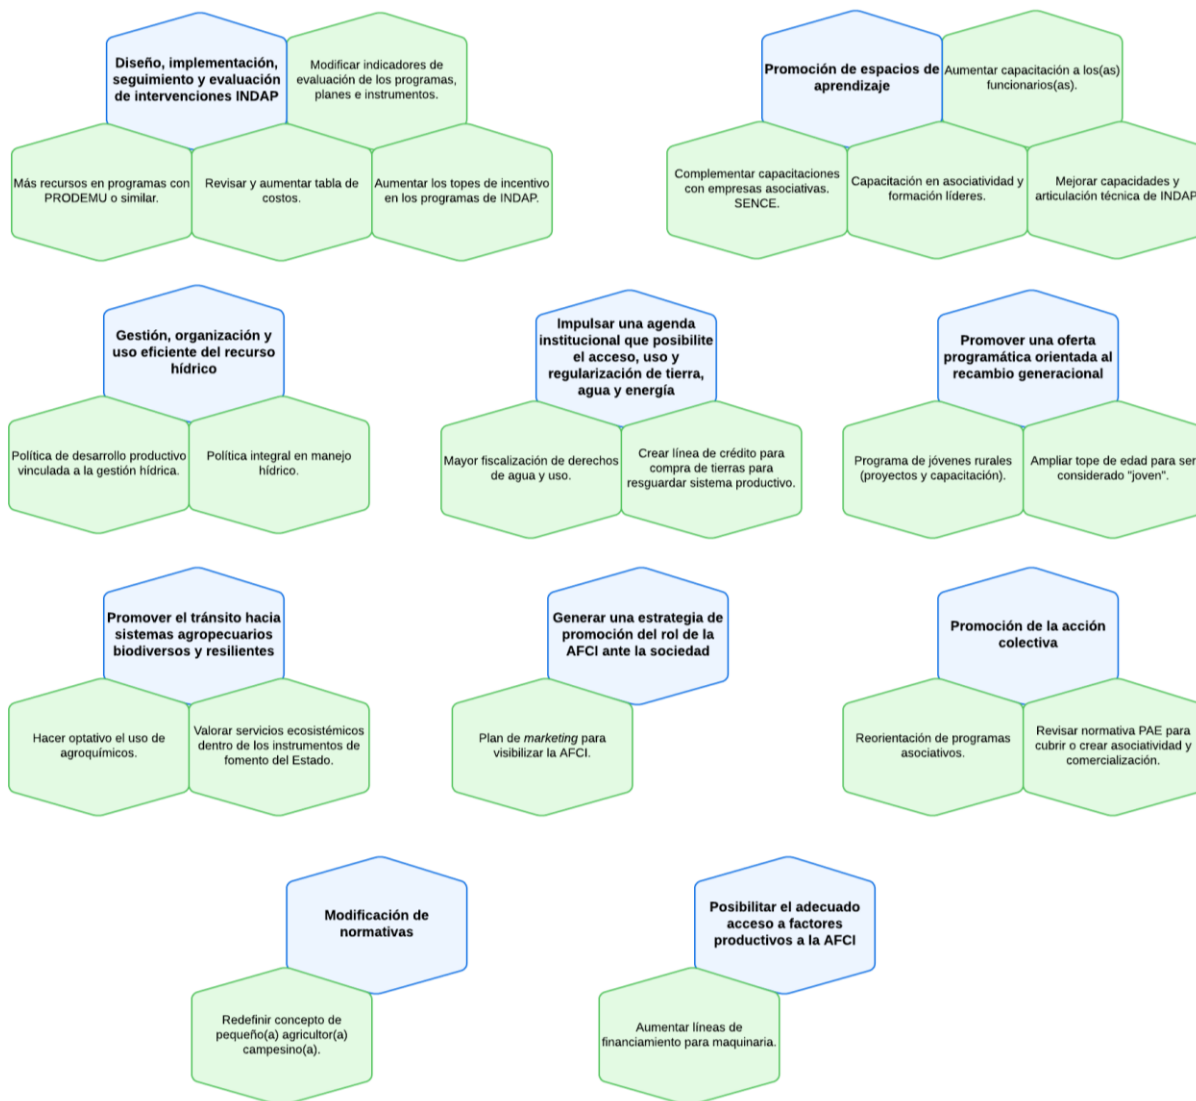 Diseño, implementación,
seguimiento y evaluación
de intervenciones INDAP
Modificar indicadores de
evaluación de los programas,
planes e instrumentos.
Más recursos en programas con
PRODEMU o similar.
Revisar y aumentar tabla de
costos.
Aumentar los topes de incentivo
en los programas de INDAP.
Promoción de espacios de
aprendizaje
Aumentar capacitación a los(as)
funcionarios(as).
Complementar capacitaciones
con empresas asociativas.
SENCE.
Capacitación en asociatividad y
formación líderes.
Mejorar capacidades y
articulación técnica de INDAP
Gestión, organización y
uso eficiente del recurso
hídrico
Política de desarrollo productivo
vinculada a la gestión hídrica.
Política integral en manejo
hídrico.
Impulsar una agenda
institucional que posibilite
el acceso, uso y
regularización de tierra,
agua y energía
Mayor fiscalización de derechos
de agua y uso.
Crear línea de crédito para
compra de tierras para
resguardar sistema productivo.
Promover una oferta
programática orientada al
recambio generacional
Programa de jóvenes rurales
(proyectos y capacitación).
Ampliar tope de edad para ser
considerado "joven".
Promover el tránsito hacia
sistemas agropecuarios
biodiversos y resilientes
Hacer optativo el uso de
agroquímicos.
Valorar servicios ecosistémicos
dentro de los instrumentos de
fomento del Estado.
Generar una estrategia de
promoción del rol de la
AFCI ante la sociedad
Plan de marketing para
visibilizar la AFCI.
Promoción de la acción
colectiva
Reorientación de programas
asociativos.
Revisar normativa PAE para
cubrir o crear asociatividad y
comercialización.
Modificación de
normativas
Redefinir concepto de
pequeño(a) agricultor(a)
campesino(a).
Posibilitar el adecuado
acceso a factores
productivos a la AFCI
Aumentar líneas de
financiamiento para maquinaria.